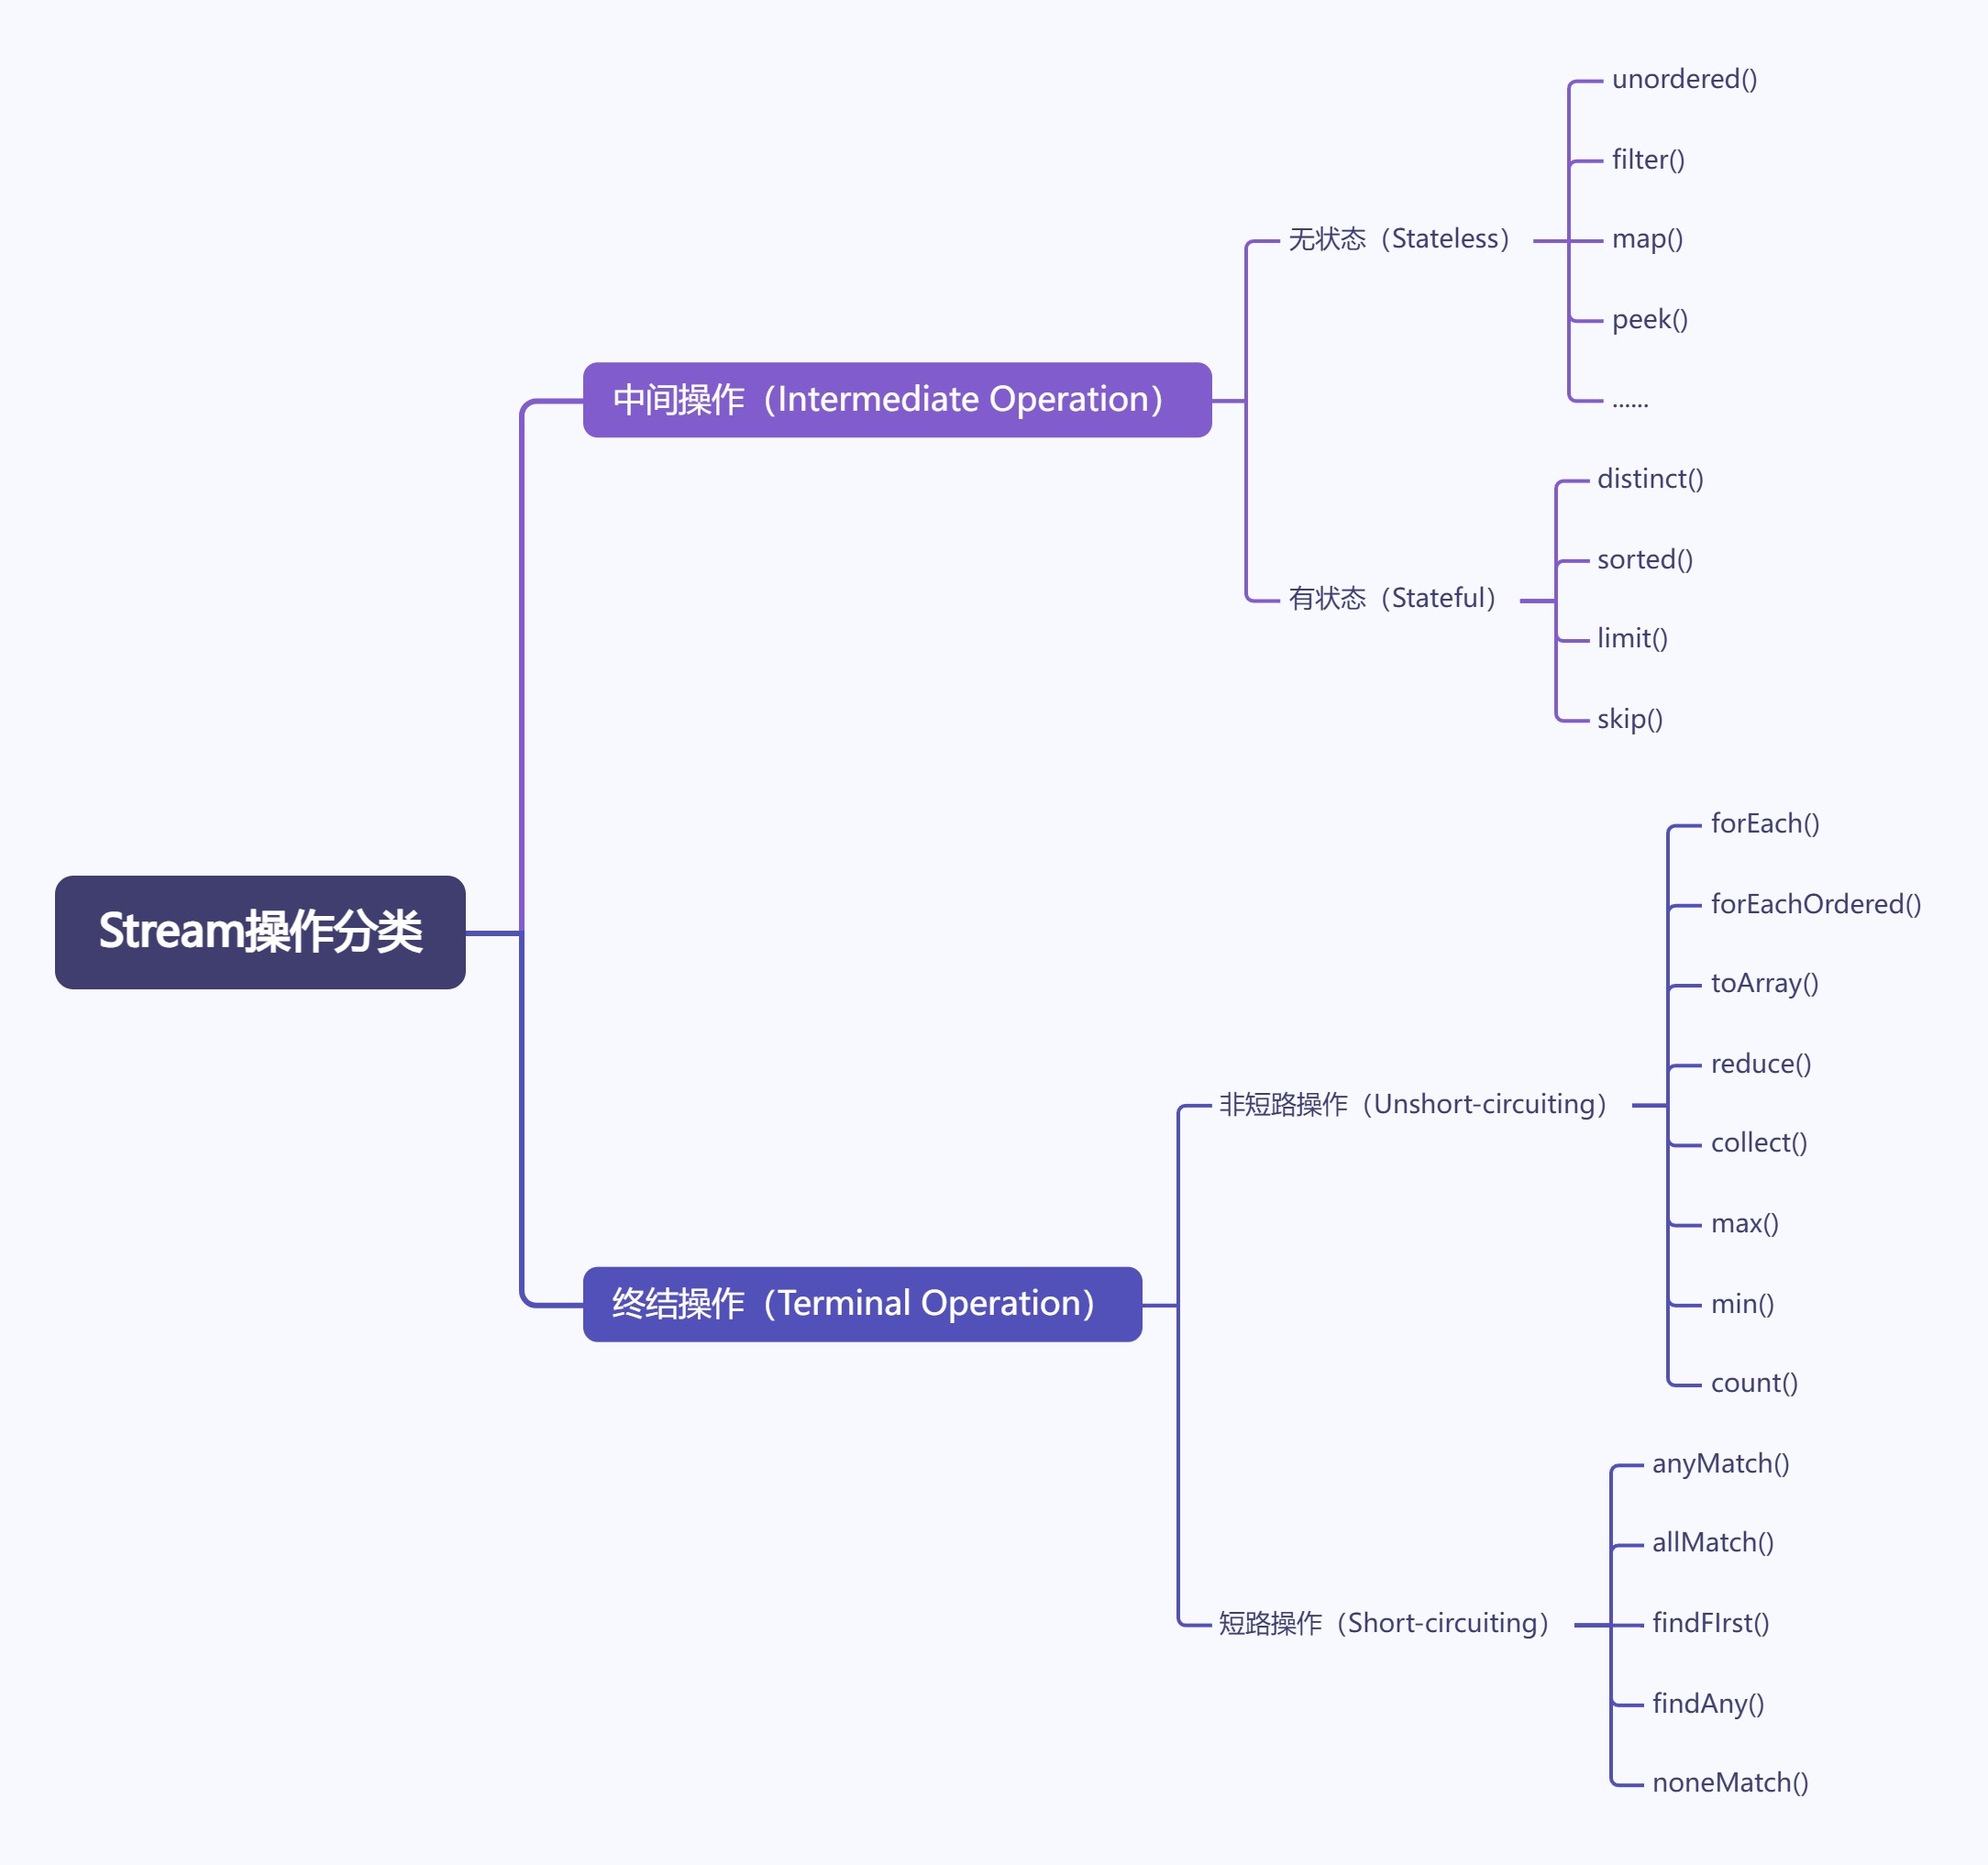 Stream操作分类
中间操作（Intermediate Operation）
无状态（Stateless）
unordered()
filter()
map()
peek()
......
有状态（Stateful）
distinct()
sorted()
limit()
skip()
终结操作（Terminal Operation）
非短路操作（Unshort-circuiting）
forEach()
forEachOrdered()
toArray()
reduce()
collect()
max()
min()
count()
短路操作（Short-circuiting）
anyMatch()
allMatch()
findFIrst()
findAny()
noneMatch()